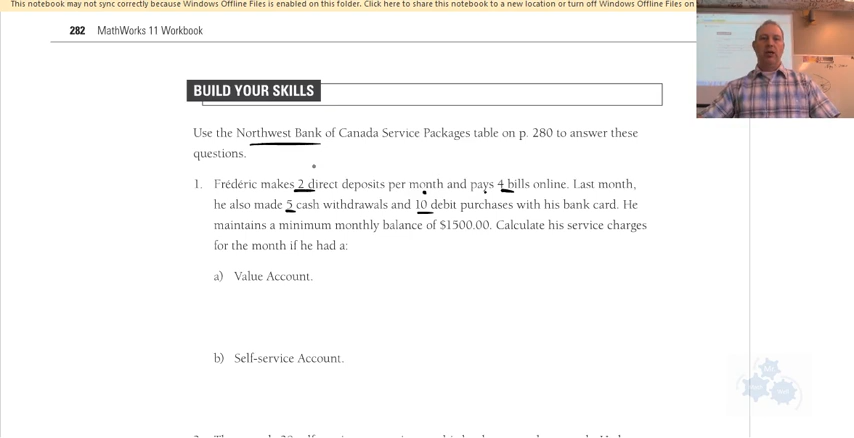 This notebook may not sync correctly because Windows Offline Files is enabled on this folder. Click here to share this notebook to a new location or turn off Windows Offline Files on
282 MathWorks 11 Workbook
BUILD YOUR SKILLS
Use the Northwest Bank of Canada Service Packages table on p. 280 to answer these
questions.
1. Frédéric makes 2 direct deposits per month and pays 4 bills online. Last month,
he also made 5 cash withdrawals and 10 debit purchases with his bank card. He
maintains a minimum monthly balance of $1500.00. Calculate his service charges
for the month if he had a:
a) Value Account.
b) Self-service Account.